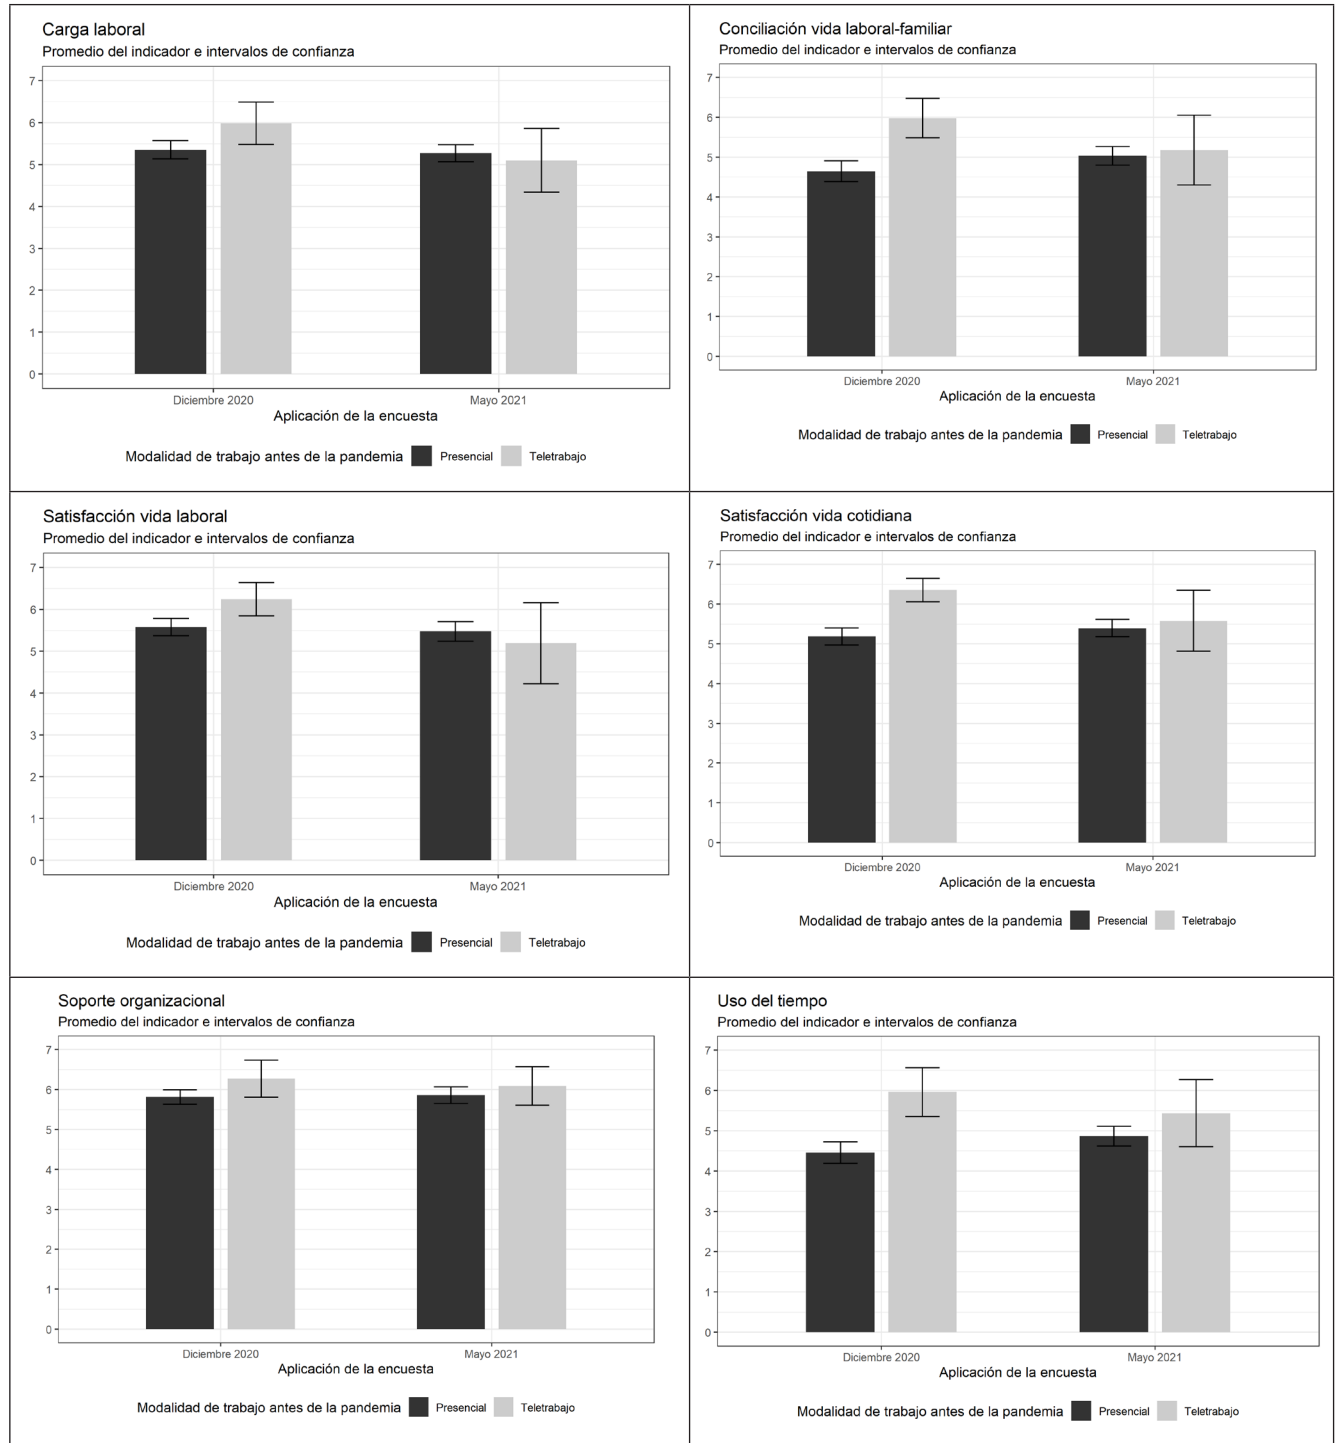 Carga laboral
Promedio del indicador e intervalos de confianza
7
6
5
4
3
2
1
0
Diciembre 2020 Mayo 2021
Aplicación de la encuesta
Modalidad de trabajo antes de la pandemia Presencial Teletrabajo
Conciliación vida laboral-familiar
Promedio del indicador e intervalos de confianza
7
6
5
4
3
2
1
0
Diciembre 2020 Mayo 2021
Aplicación de la encuesta
Modalidad de trabajo antes de la pandemia Presencial Teletrabajo
Satisfacción vida laboral
Promedio del indicador e intervalos de confianza
7
6
5
4
3
2
1
0
Diciembre 2020 Mayo 2021
Aplicación de la encuesta
Modalidad de trabajo antes de la pandemia Presencial Teletrabajo
Satisfacción vida cotidiana
Promedio del indicador e intervalos de confianza
7
6
5
4
3
2
1
0
Diciembre 2020 Mayo 2021
Aplicación de la encuesta
Modalidad de trabajo antes de la pandemia Presencial Teletrabajo
Soporte organizacional
Promedio del indicador e intervalos de confianza
7
6
5
4
3
2
1
0
Diciembre 2020 Mayo 2021
Aplicación de la encuesta
Modalidad de trabajo antes de la pandemia Presencial Teletrabajo
Uso del tiempo
Promedio del indicador e intervalos de confianza
7
6
5
4
3
2
1
0
Diciembre 2020 Mayo 2021
Aplicación de la encuesta
Modalidad de trabajo antes de la pandemia Presencial Teletrabajo